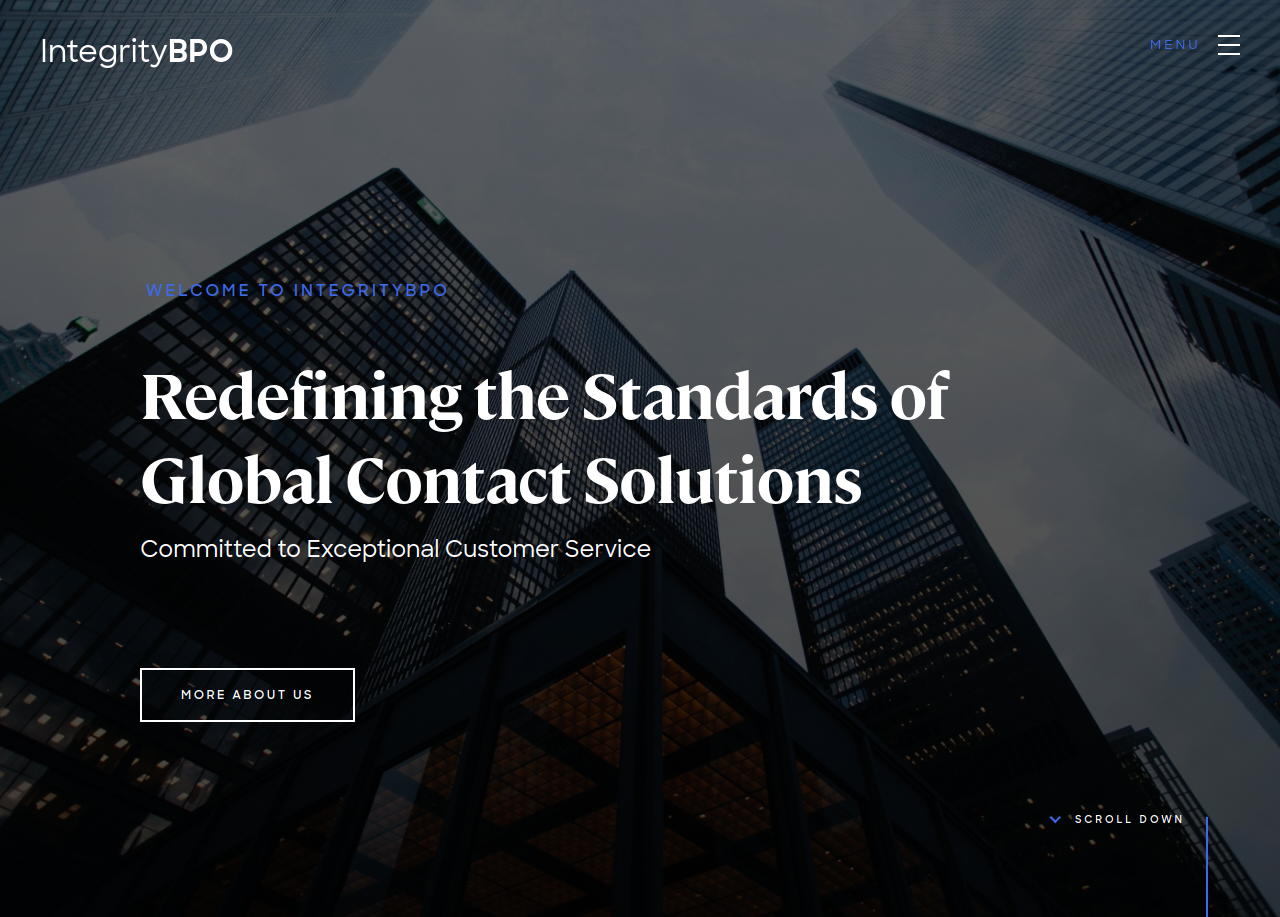 IntegrityBPO
MENU
WELCOME TO INTEGRITYBPO
Redefining the Standards of
Global Contact Solutions
Committed to Exceptional Customer Service
MORE ABOUT US
SCROLL DOWN